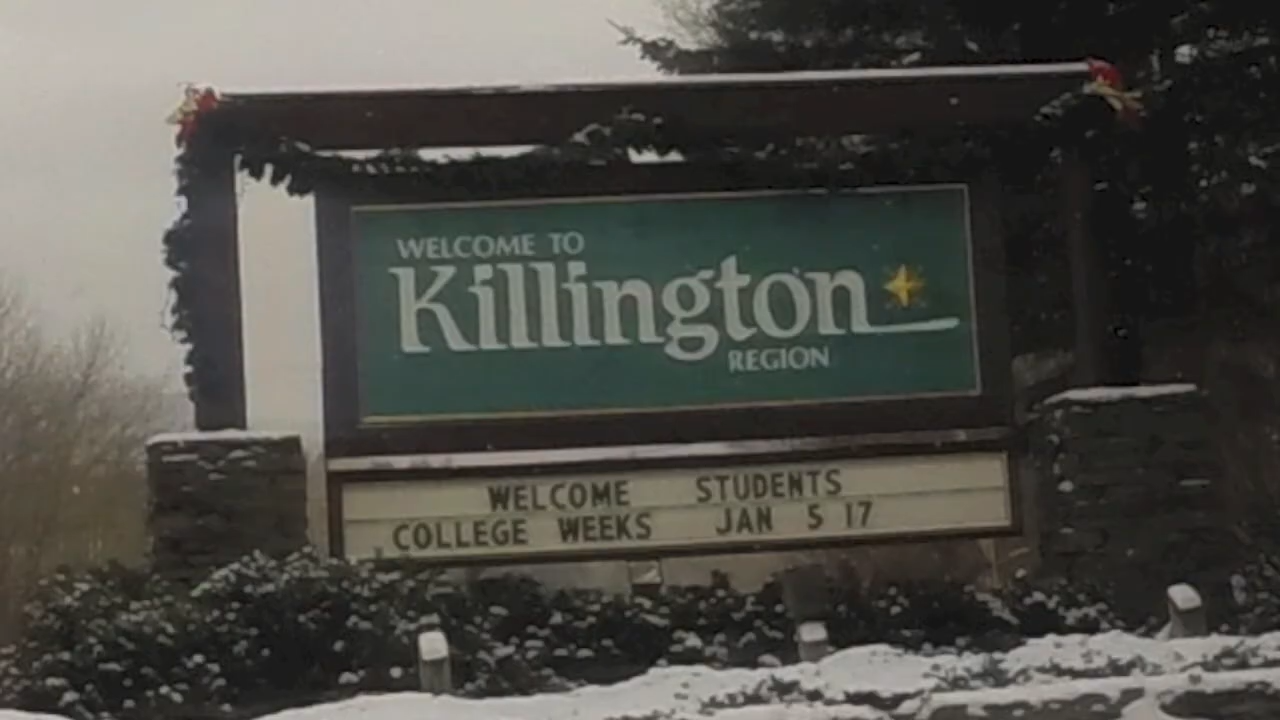 WELCOME TO
Killington
REGION
WELCOME STUDENTS
COLLEGE WEEKS JAN 5 17